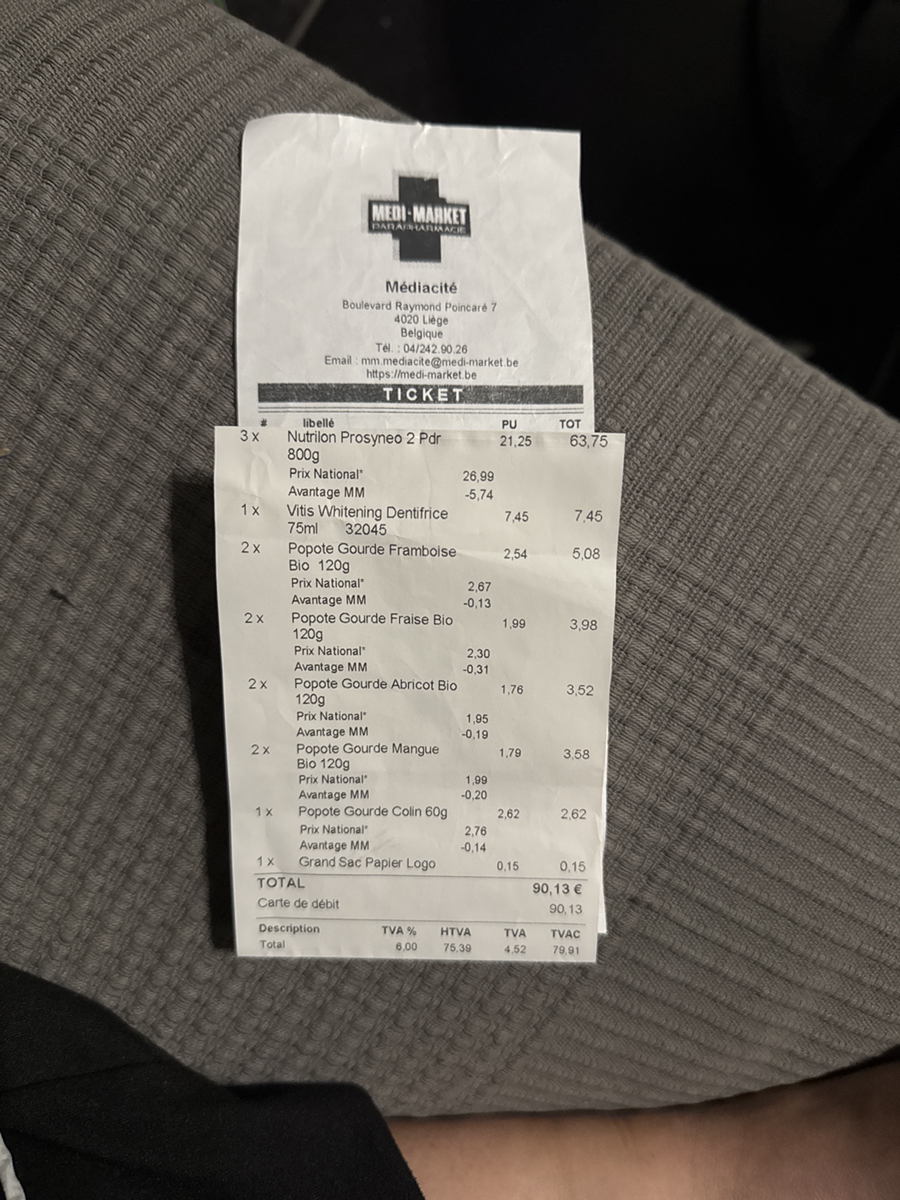 MEDI-MARKET
PARAPHARMACIE
Médiacité
Boulevard Raymond Poincaré 7
4020 Liège
Belgique
Tél. : 04/242.90.26
Email : mm.mediacite@medi-market.be
https://medi-market.be
TICKET
# libellé PU TOT
3 x Nutrilon Prosyneo 2 Pdr 21,25 63,75
800g
Prix National* 26,99
Avantage MM -5,74
1 x Vitis Whitening Dentifrice 7,45 7,45
75ml 32045
2 x Popote Gourde Framboise 2,54 5,08
Bio 120g
Prix National* 2,67
Avantage MM -0,13
2 x Popote Gourde Fraise Bio 1,99 3,98
120g
Prix National* 2,30
Avantage MM -0,31
2 x Popote Gourde Abricot Bio 1,76 3,52
120g
Prix National* 1,95
Avantage MM -0,19
2 x Popote Gourde Mangue 1,79 3,58
Bio 120g
Prix National* 1,99
Avantage MM -0,20
1 x Popote Gourde Colin 60g 2,62 2,62
Prix National* 2,76
Avantage MM -0,14
1 x Grand Sac Papier Logo 0,15 0,15
TOTAL 90,13 €
Carte de débit 90,13
Description TVA % HTVA TVA TVAC
Total 6,00 75,39 4,52 79,91